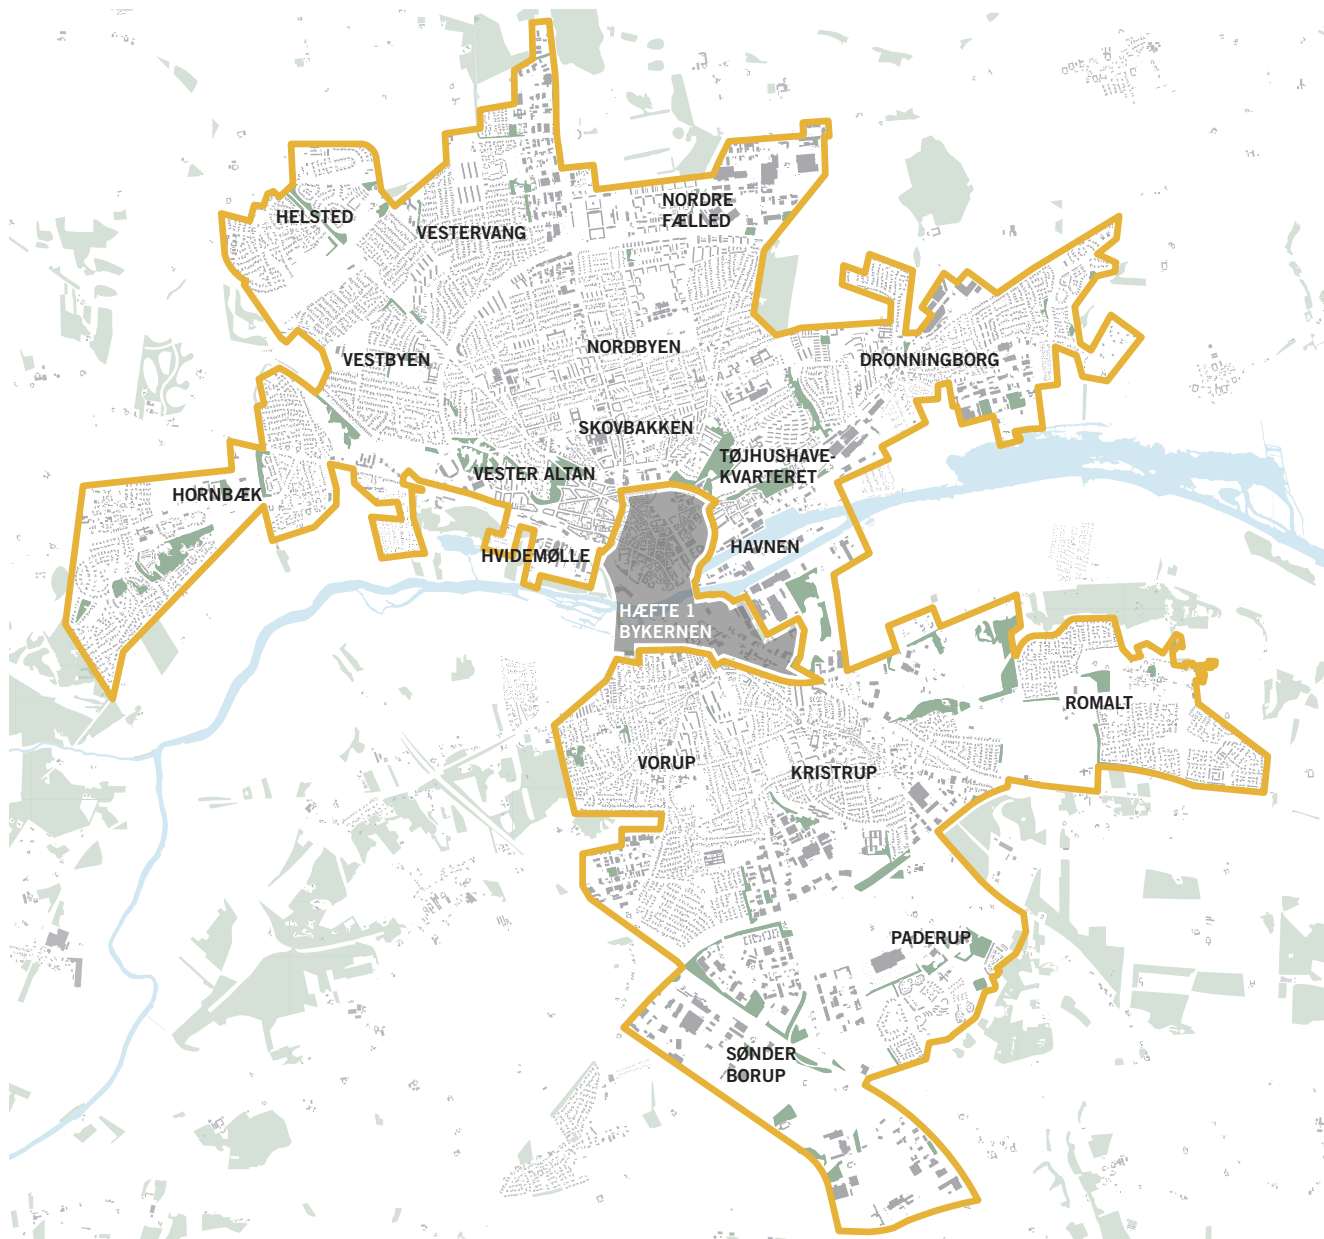 NORDRE
FÆLLED
HELSTED
VESTERVANG
NORDBYEN
VESTBYEN
DRONNINGBORG
SKOVBAKKEN
TØJHUSHAVE-
KVARTERET
VESTER ALTAN
HORNBÆK
HAVNEN
HVIDEMØLLE
HÆFTE 1
BYKERNEN
ROMALT
VORUP
KRISTRUP
PADERUP
SØNDER
BORUP